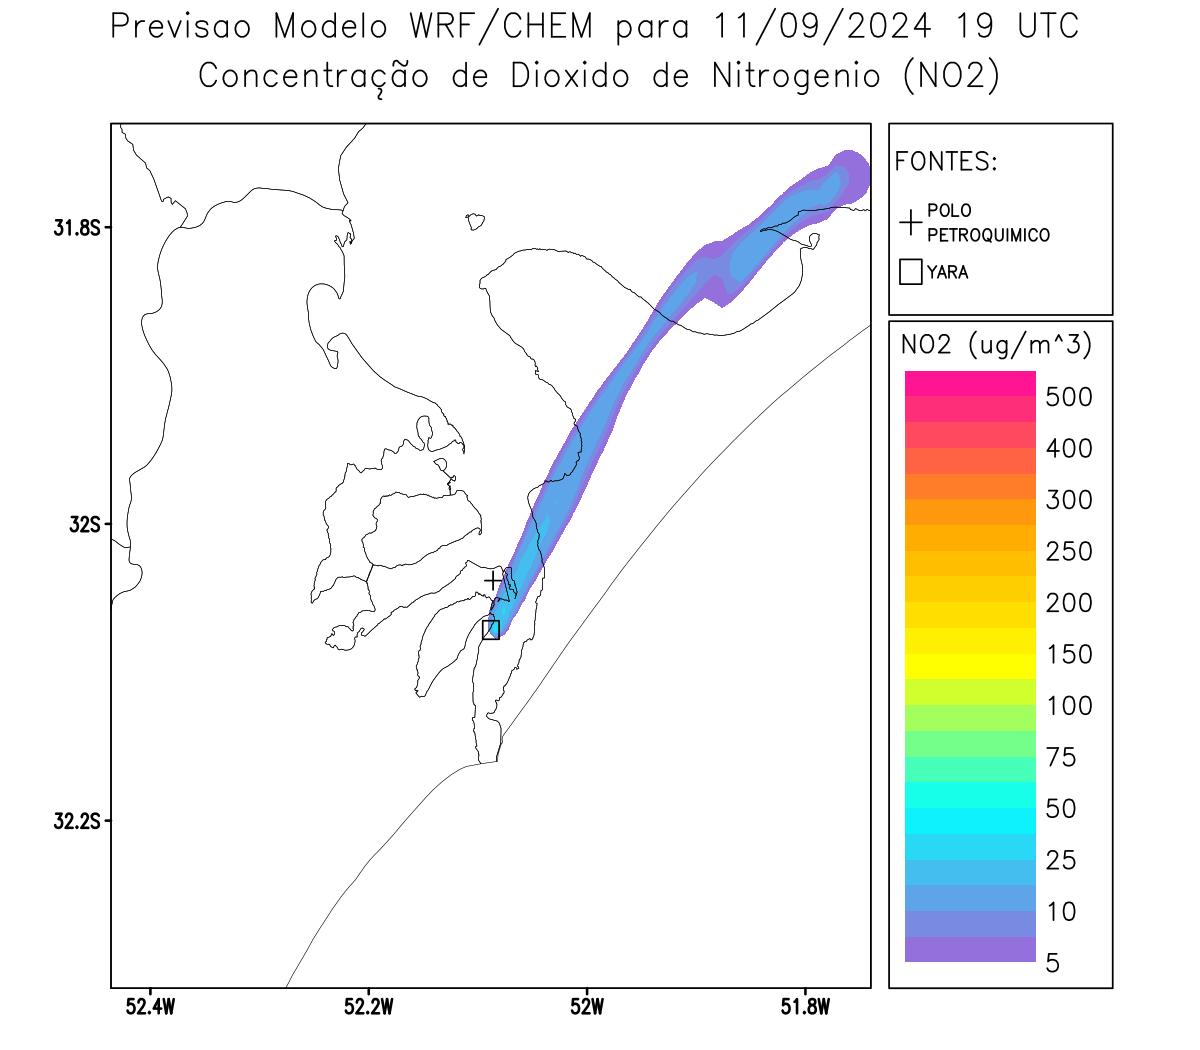 Previsao Modelo WRF/CHEM para 11/09/2024 19 UTC
Concentração de Dioxido de Nitrogenio (NO2)
FONTES:
POLO
PETROQUIMICO
YARA
31.8S
32S
32.2S
52.4W
52.2W
52W
51.8W
NO2 (ug/m^3)
500
400
300
250
200
150
100
75
50
25
10
5